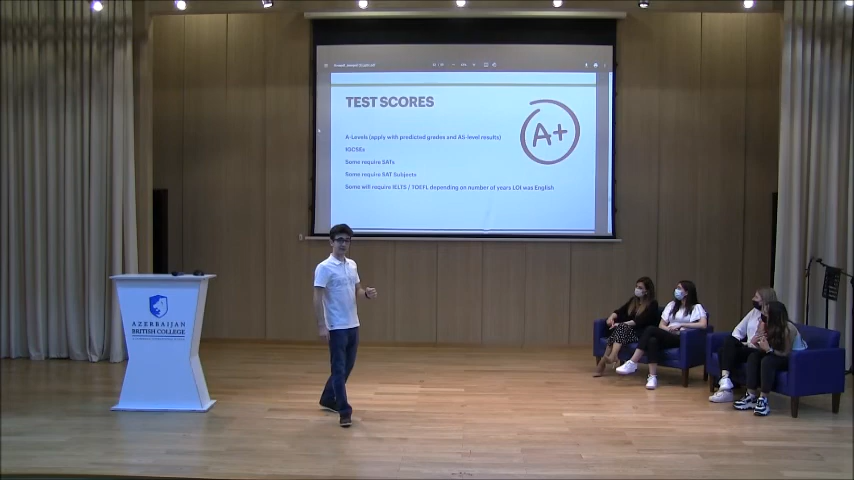 TEST SCORES
A-Levels (apply with predicted grades and AS-level results)
IGCSEs
Some require SATs
Some require SAT Subjects
Some will require IELTS / TOEFL depending on number of years LOI was English
A+
AZERBAIJAN
BRITISH COLLEGE